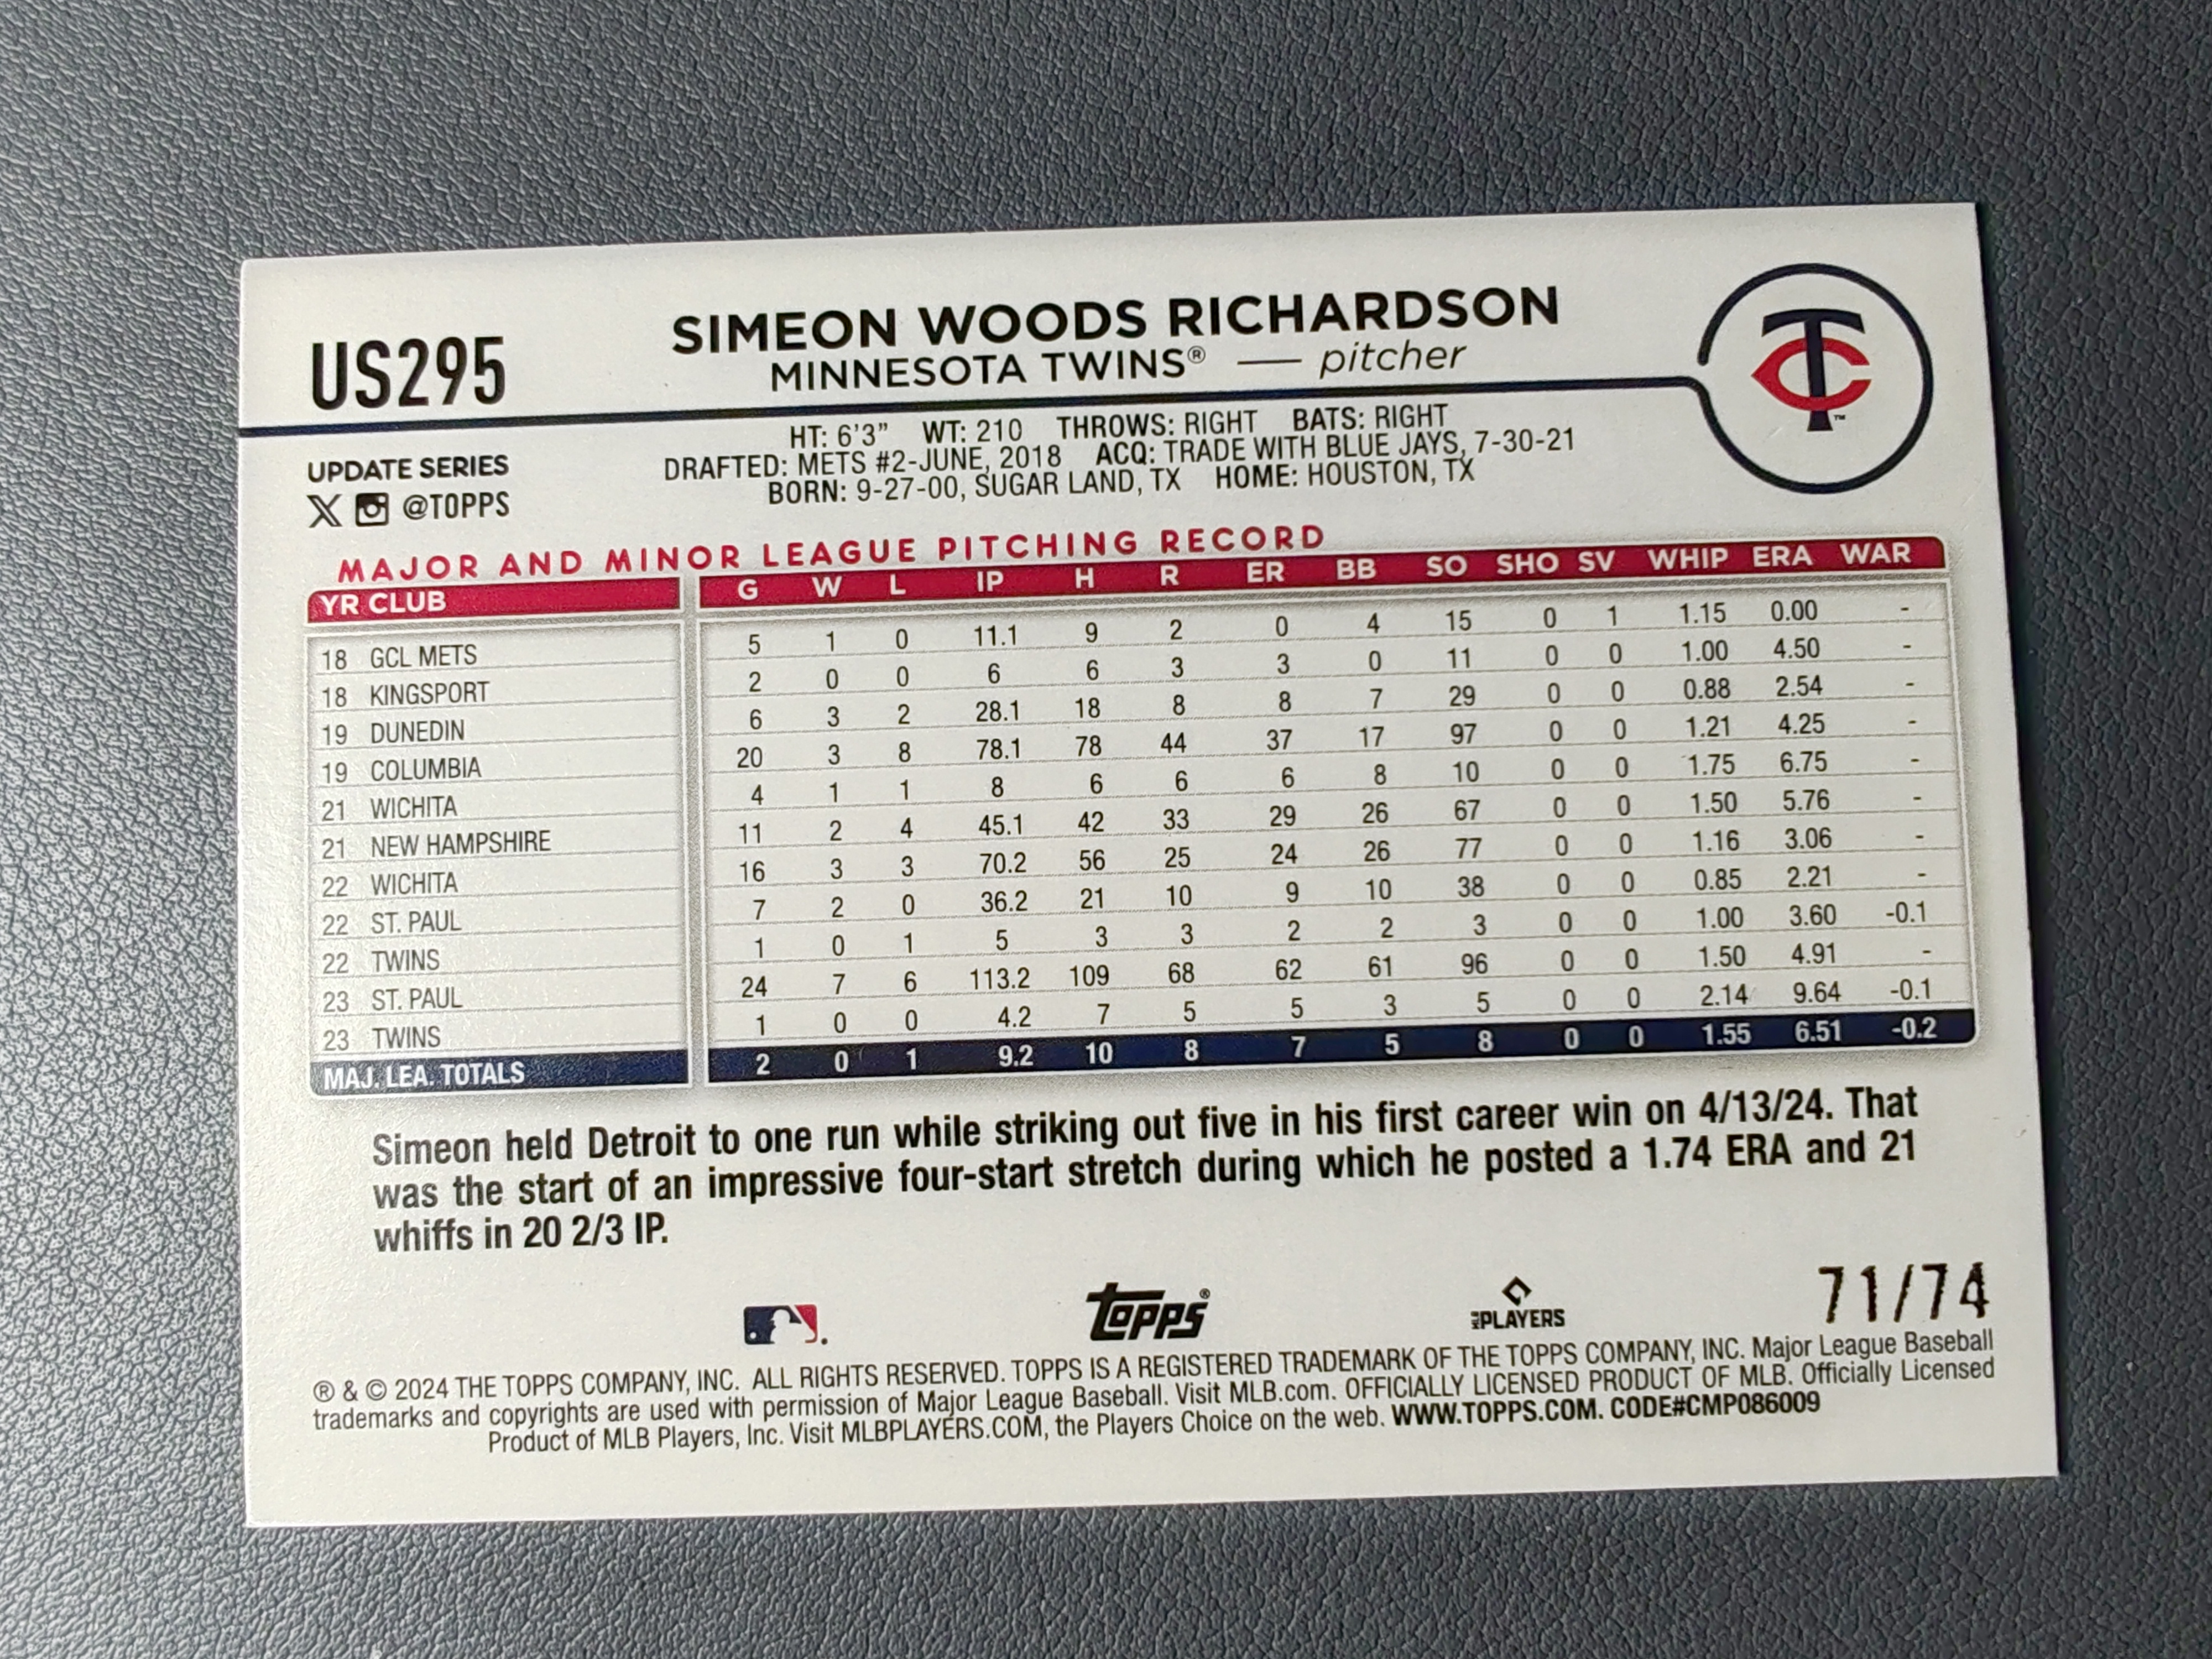 US295
SIMEON WOODS RICHARDSON
MINNESOTA TWINS® — pitcher
TC™
HT: 6'3” WT: 210 THROWS: RIGHT BATS: RIGHT
DRAFTED: METS #2-JUNE, 2018 ACQ: TRADE WITH BLUE JAYS, 7-30-21
BORN: 9-27-00, SUGAR LAND, TX HOME: HOUSTON, TX
UPDATE SERIES
X @TOPPS
MAJOR AND MINOR LEAGUE PITCHING RECORD
YR CLUB G W L IP H R ER BB SO SHO SV WHIP ERA WAR
18 GCL METS 5 1 0 11.1 9 2 0 4 15 0 1 1.15 0.00 -
18 KINGSPORT 2 0 0 6 6 3 3 0 11 0 0 1.00 4.50 -
19 DUNEDIN 6 3 2 28.1 18 8 8 7 29 0 0 0.88 2.54 -
19 COLUMBIA 20 3 8 78.1 78 44 37 17 97 0 0 1.21 4.25 -
21 WICHITA 4 1 1 8 6 6 6 8 10 0 0 1.75 6.75 -
21 NEW HAMPSHIRE 11 2 4 45.1 42 33 29 26 67 0 0 1.50 5.76 -
22 WICHITA 16 3 3 70.2 56 25 24 26 77 0 0 1.16 3.06 -
22 ST. PAUL 7 2 0 36.2 21 10 9 10 38 0 0 0.85 2.21 -
22 TWINS 1 0 1 5 3 3 2 2 3 0 0 1.00 3.60 -0.1
23 ST. PAUL 24 7 6 113.2 109 68 62 61 96 0 0 1.50 4.91 -
23 TWINS 1 0 0 4.2 7 5 5 3 5 0 0 2.14 9.64 -0.1
MAJ. LEA. TOTALS 2 0 1 9.2 10 8 7 5 8 0 0 1.55 6.51 -0.2
Simeon held Detroit to one run while striking out five in his first career win on 4/13/24. That
was the start of an impressive four-start stretch during which he posted a 1.74 ERA and 21
whiffs in 20 2/3 IP.
topps®
MLB PLAYERS
71/74
® & © 2024 THE TOPPS COMPANY, INC. ALL RIGHTS RESERVED. TOPPS IS A REGISTERED TRADEMARK OF THE TOPPS COMPANY, INC. Major League Baseball
trademarks and copyrights are used with permission of Major League Baseball. Visit MLB.com. OFFICIALLY LICENSED PRODUCT OF MLB. Officially Licensed
Product of MLB Players, Inc. Visit MLBPLAYERS.COM, the Players Choice on the web. WWW.TOPPS.COM. CODE#CMP086009